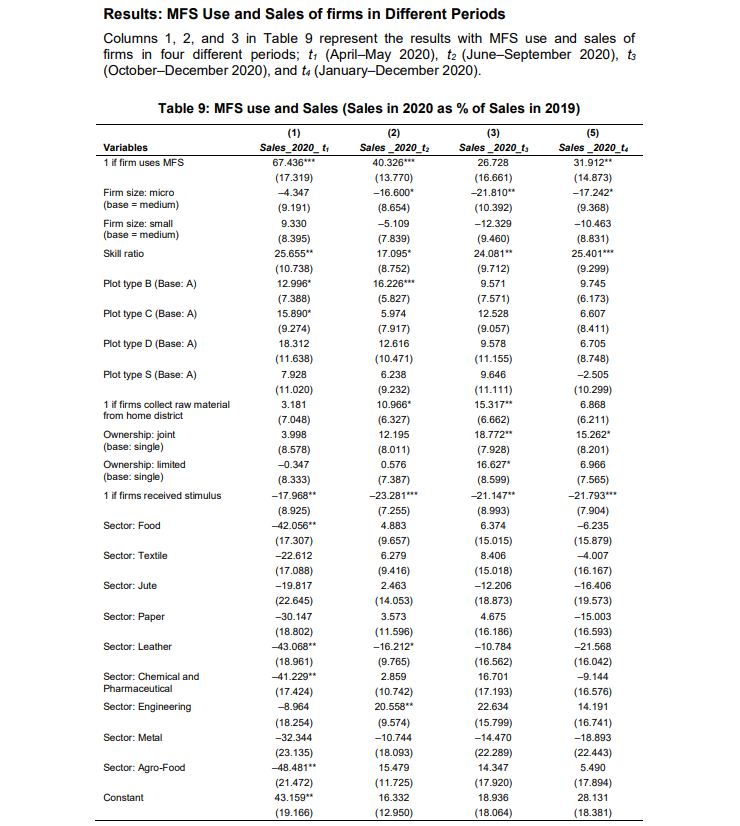 Results: MFS Use and Sales of firms in Different Periods
Columns 1, 2, and 3 in Table 9 represent the results with MFS use and sales of
firms in four different periods; t₁ (April–May 2020), t₂ (June–September 2020), t₃
(October–December 2020), and t₄ (January–December 2020).
Table 9: MFS use and Sales (Sales in 2020 as % of Sales in 2019)
(1) (2) (3) (5)
Variables Sales_2020_ t₁ Sales _2020_t₂ Sales _2020_t₃ Sales _2020_t₄
1 if firm uses MFS 67.436*** 40.326*** 26.728 31.912**
(17.319) (13.770) (16.661) (14.873)
Firm size: micro –4.347 –16.600* –21.810** –17.242*
(base = medium) (9.191) (8.654) (10.392) (9.368)
Firm size: small 9.330 –5.109 –12.329 –10.463
(base = medium) (8.395) (7.839) (9.460) (8.831)
Skill ratio 25.655** 17.095* 24.081** 25.401***
(10.738) (8.752) (9.712) (9.299)
Plot type B (Base: A) 12.996* 16.226*** 9.571 9.745
(7.388) (5.827) (7.571) (6.173)
Plot type C (Base: A) 15.890* 5.974 12.528 6.607
(9.274) (7.917) (9.057) (8.411)
Plot type D (Base: A) 18.312 12.616 9.578 6.705
(11.638) (10.471) (11.155) (8.748)
Plot type S (Base: A) 7.928 6.238 9.646 –2.505
(11.020) (9.232) (11.111) (10.299)
1 if firms collect raw material 3.181 10.966* 15.317** 6.868
from home district (7.048) (6.327) (6.662) (6.211)
Ownership: joint 3.998 12.195 18.772** 15.262*
(base: single) (8.578) (8.011) (7.928) (8.201)
Ownership: limited –0.347 0.576 16.627* 6.966
(base: single) (8.333) (7.387) (8.599) (7.565)
1 if firms received stimulus –17.968** –23.281*** –21.147** –21.793***
(8.925) (7.255) (8.993) (7.904)
Sector: Food –42.056** 4.883 6.374 –6.235
(17.307) (9.657) (15.015) (15.879)
Sector: Textile –22.612 6.279 8.406 –4.007
(17.088) (9.416) (15.018) (16.167)
Sector: Jute –19.817 2.463 –12.206 –16.406
(22.645) (14.053) (18.873) (19.573)
Sector: Paper –30.147 3.573 4.675 –15.003
(18.802) (11.596) (16.186) (16.593)
Sector: Leather –43.068** –16.212* –10.784 –21.568
(18.961) (9.765) (16.562) (16.042)
Sector: Chemical and –41.229** 2.859 16.701 –9.144
Pharmaceutical (17.424) (10.742) (17.193) (16.576)
Sector: Engineering –8.964 20.558** 22.634 14.191
(18.254) (9.574) (15.799) (16.741)
Sector: Metal –32.344 –10.744 –14.470 –18.893
(23.135) (18.093) (22.289) (22.443)
Sector: Agro-Food –48.481** 15.479 14.347 5.490
(21.472) (11.725) (17.920) (17.894)
Constant 43.159** 16.332 18.936 28.131
(19.166) (12.950) (18.064) (18.381)